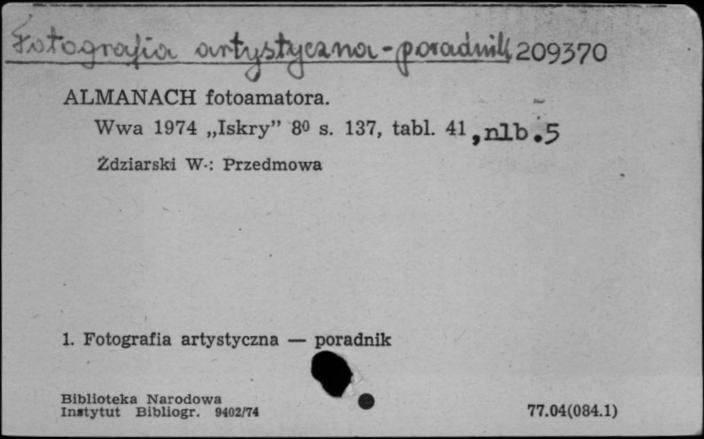 Fotografia artystyczna - poradnik 209370
ALMANACH fotoamatora.
Wwa 1974 „Iskry” 8⁰ s. 137, tabl. 41, nlb. 5
Ździarski W.: Przedmowa
1. Fotografia artystyczna — poradnik
Biblioteka Narodowa
Instytut Bibliogr. 9402/74
77.04(084.1)